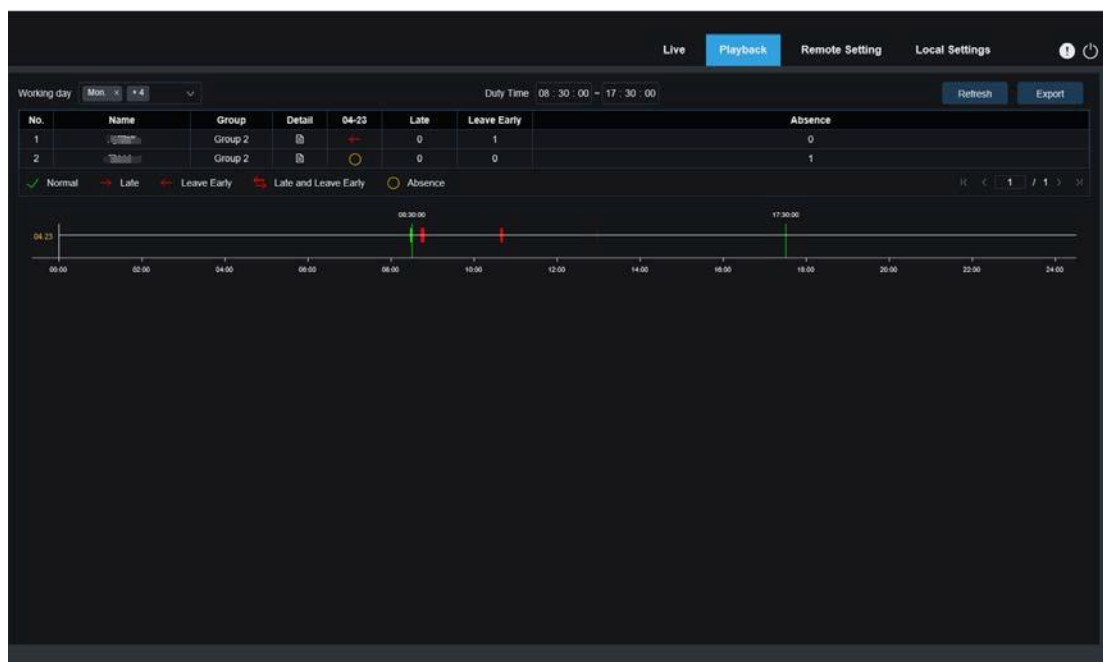 Live Playback Remote Setting Local Settings
Working day Mon. × + 4 Duty Time 08 : 30 : 00 - 17 : 30 : 00 Refresh Export
No. Name Group Detail 04-23 Late Leave Early Absence
1 Group 2 0 1 0
2 Group 2 0 0 1
Normal Late Leave Early Late and Leave Early Absence 1 / 1
08:30:00 17:30:00
04-23
00:00 02:00 04:00 06:00 08:00 10:00 12:00 14:00 16:00 18:00 20:00 22:00 24:00